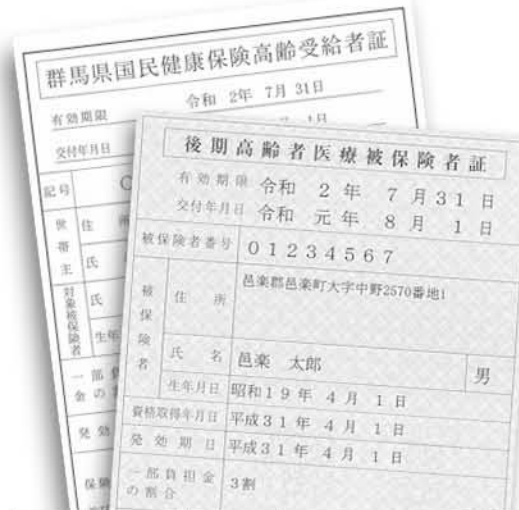 群馬県国民健康保険高齢受給者証
有効期限 令和 2年 7月 31日
交付年月日
記号
世帯主
住
氏
対象被保険者
氏
生年
発効
保険
後期高齢者医療被保険者証
有効期限 令和 2年 7月31日
交付年月日 令和 元年 8月 1日
被保険者番号 01234567
被保険者
住所 邑楽郡邑楽町大字中野2570番地1
氏名 邑楽 太郎 男
生年月日 昭和19年 4月 1日
資格取得年月日 平成31年 4月 1日
発効期日 平成31年 4月 1日
一部負担金の割合 3割